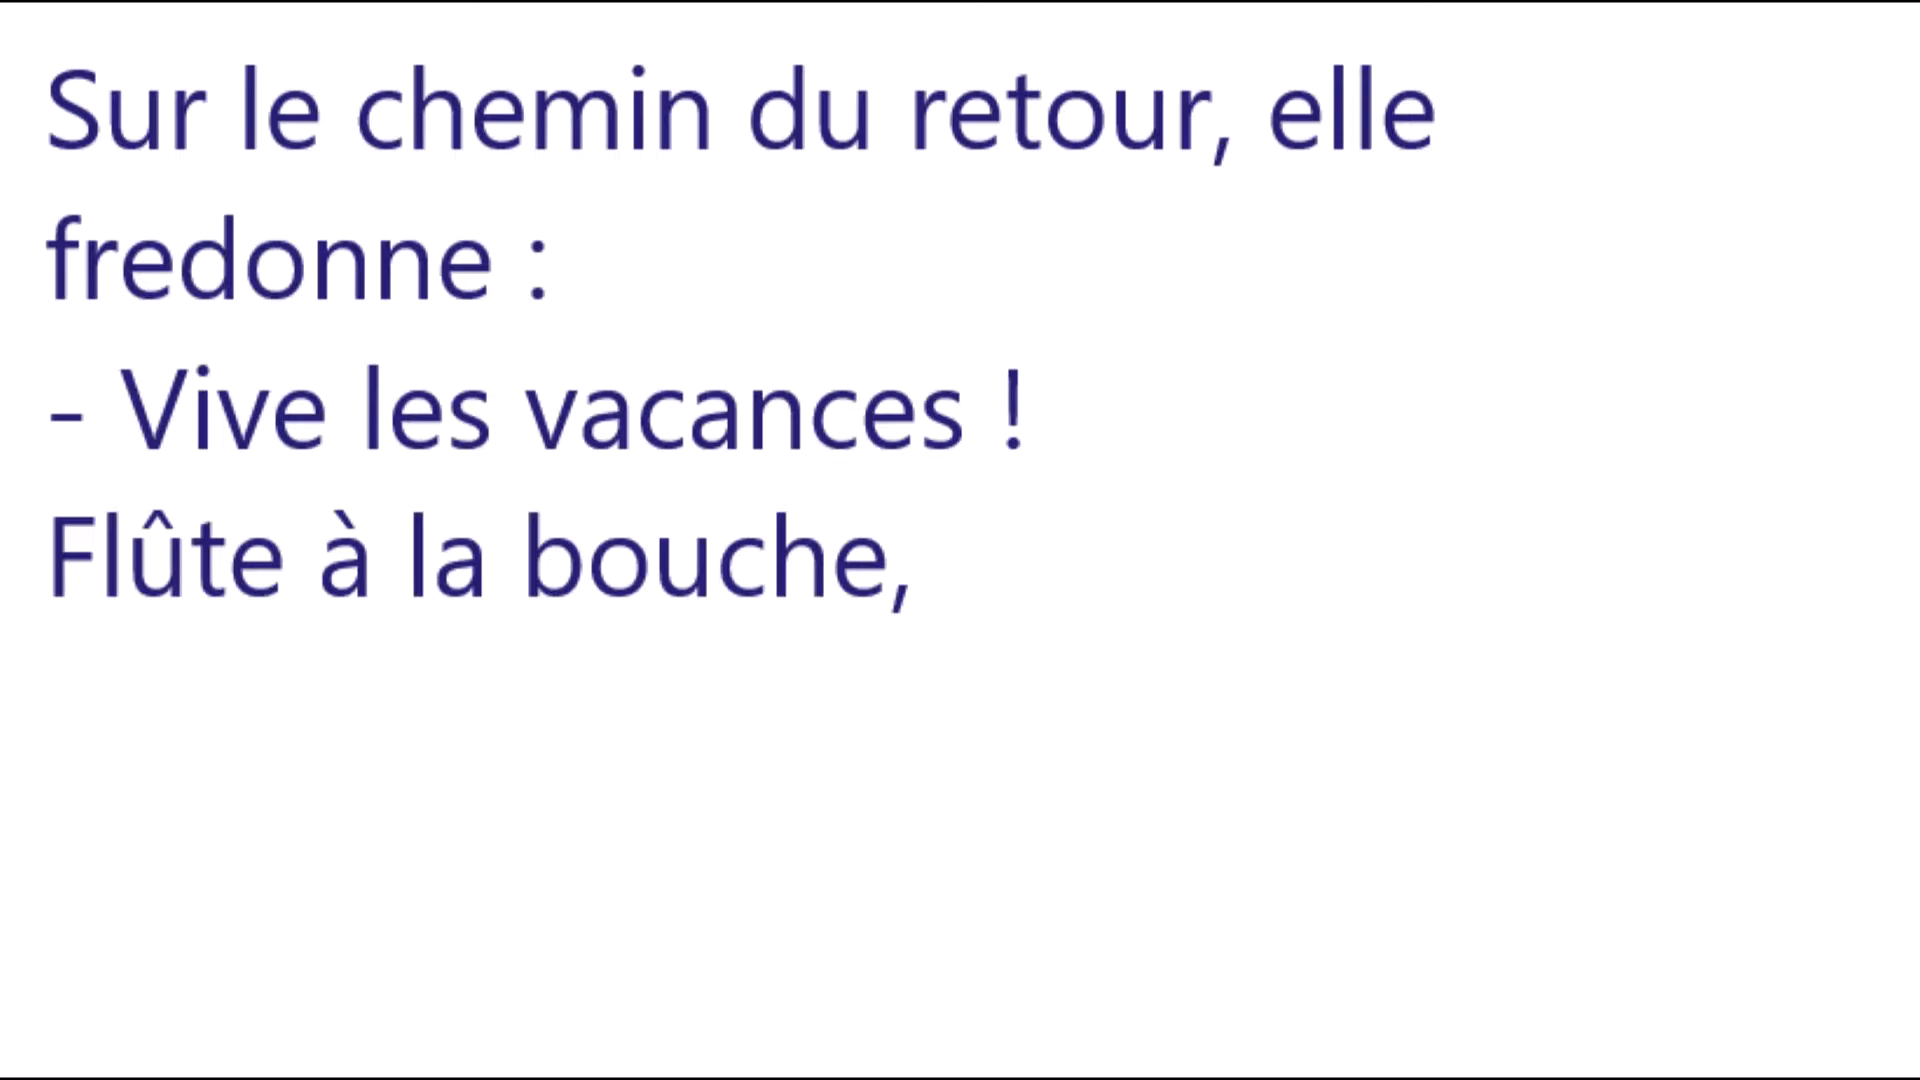 Sur le chemin du retour, elle
fredonne :
- Vive les vacances !
Flûte à la bouche,